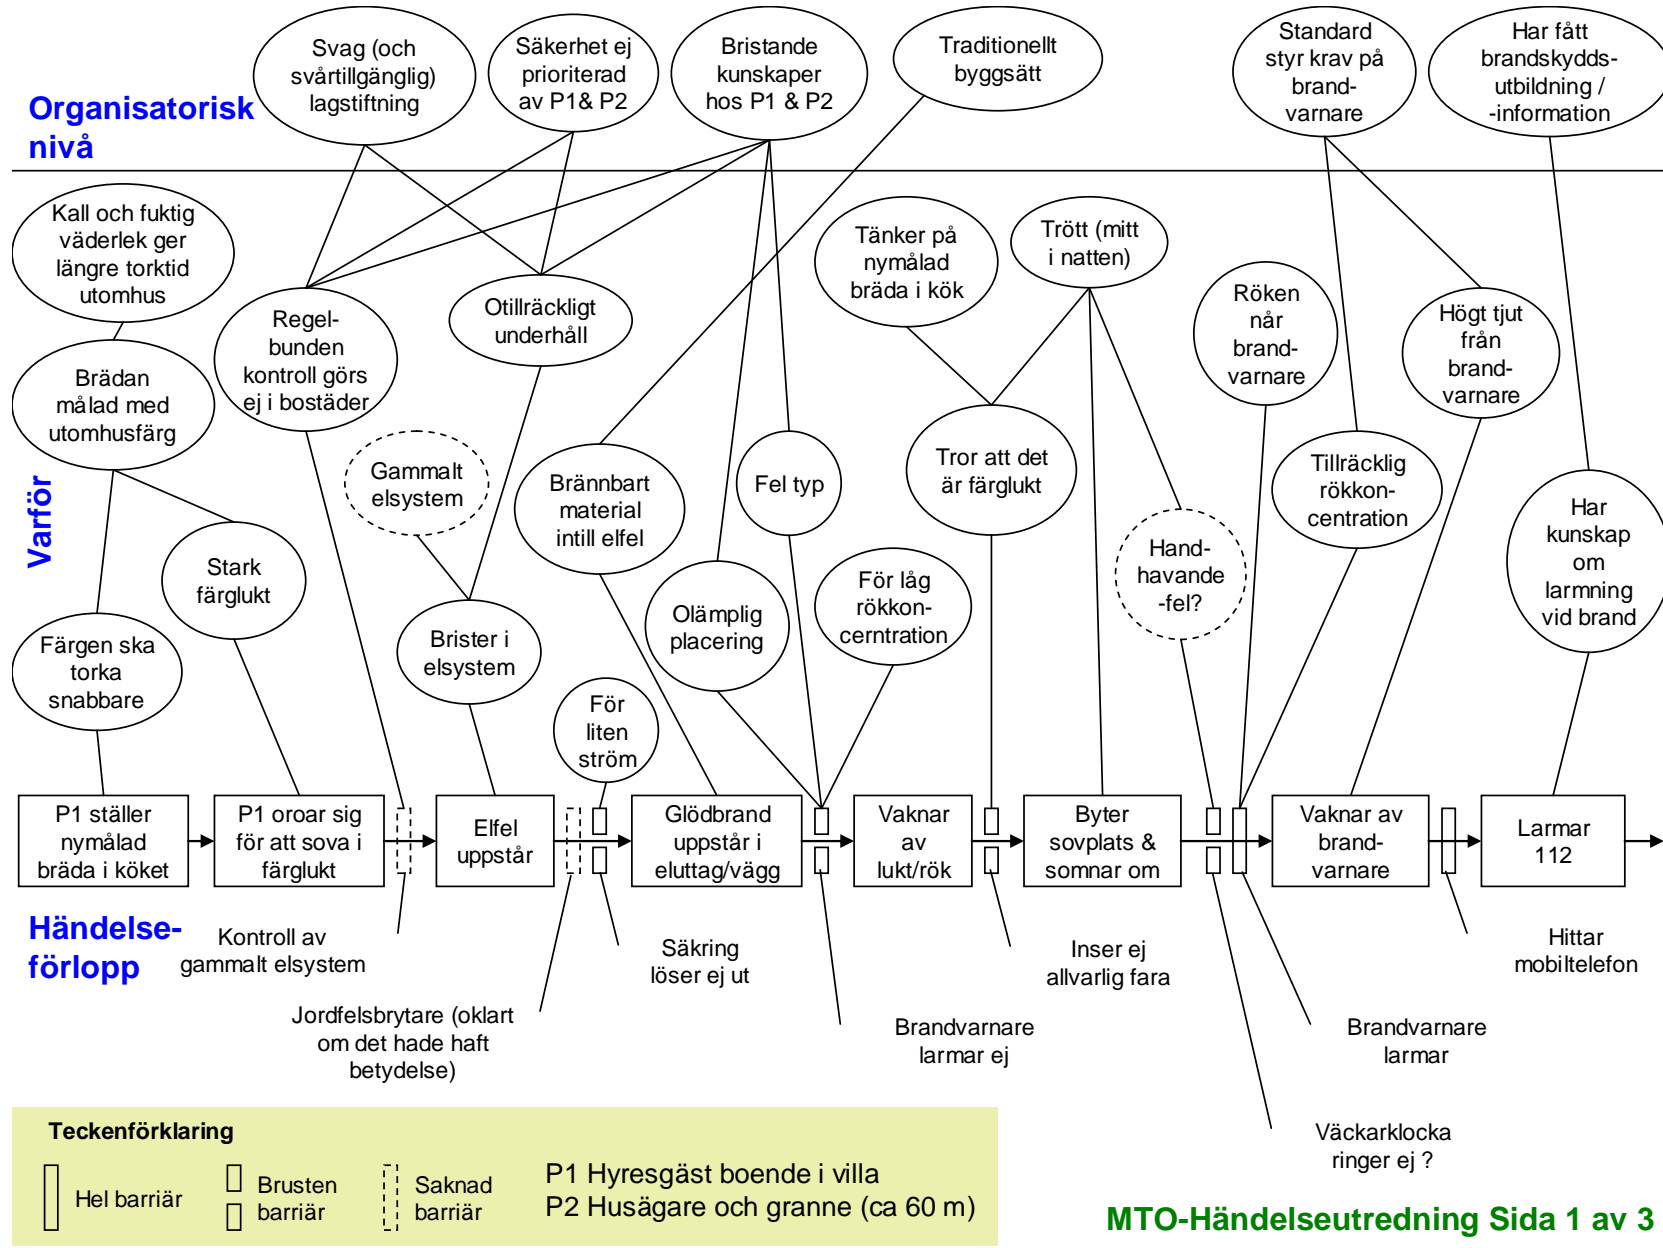 Svag (och
svårtillgänglig)
lagstiftning
Säkerhet ej
prioriterad
av P1& P2
Bristande
kunskaper
hos P1 & P2
Traditionellt
byggsätt
Standard
styr krav på
brand-
varnare
Har fått
brandskydds-
utbildning /
-information
Organisatorisk
nivå
Kall och fuktig
väderlek ger
längre torktid
utomhus
Brädan
målad med
utomhusfärg
Regel-
bunden
kontroll görs
ej i bostäder
Otillräckligt
underhåll
Tänker på
nymålad
bräda i kök
Trött (mitt
i natten)
Röken
når
brand-
varnare
Högt tjut
från
brand-
varnare
Varför
Gammalt
elsystem
Brännbart
material
intill elfel
Fel typ
Tror att det
är färglukt
Tillräcklig
rökkon-
centration
Stark
färglukt
Hand-
havande
-fel?
Har
kunskap
om
larmning
vid brand
Färgen ska
torka
snabbare
Brister i
elsystem
Olämplig
placering
För låg
rökkon-
cerntration
För
liten
ström
P1 ställer
nymålad
bräda i köket
P1 oroar sig
för att sova i
färglukt
Elfel
uppstår
Glödbrand
uppstår i
eluttag/vägg
Vaknar
av
lukt/rök
Byter
sovplats &
somnar om
Vaknar av
brand-
varnare
Larmar
112
Händelse-
förlopp
Kontroll av
gammalt elsystem
Jordfelsbrytare (oklart
om det hade haft
betydelse)
Säkring
löser ej ut
Brandvarnare
larmar ej
Inser ej
allvarlig fara
Väckarklocka
ringer ej ?
Brandvarnare
larmar
Hittar
mobiltelefon
Teckenförklaring
Hel barriär
Brusten
barriär
Saknad
barriär
P1 Hyresgäst boende i villa
P2 Husägare och granne (ca 60 m)
MTO-Händelseutredning Sida 1 av 3